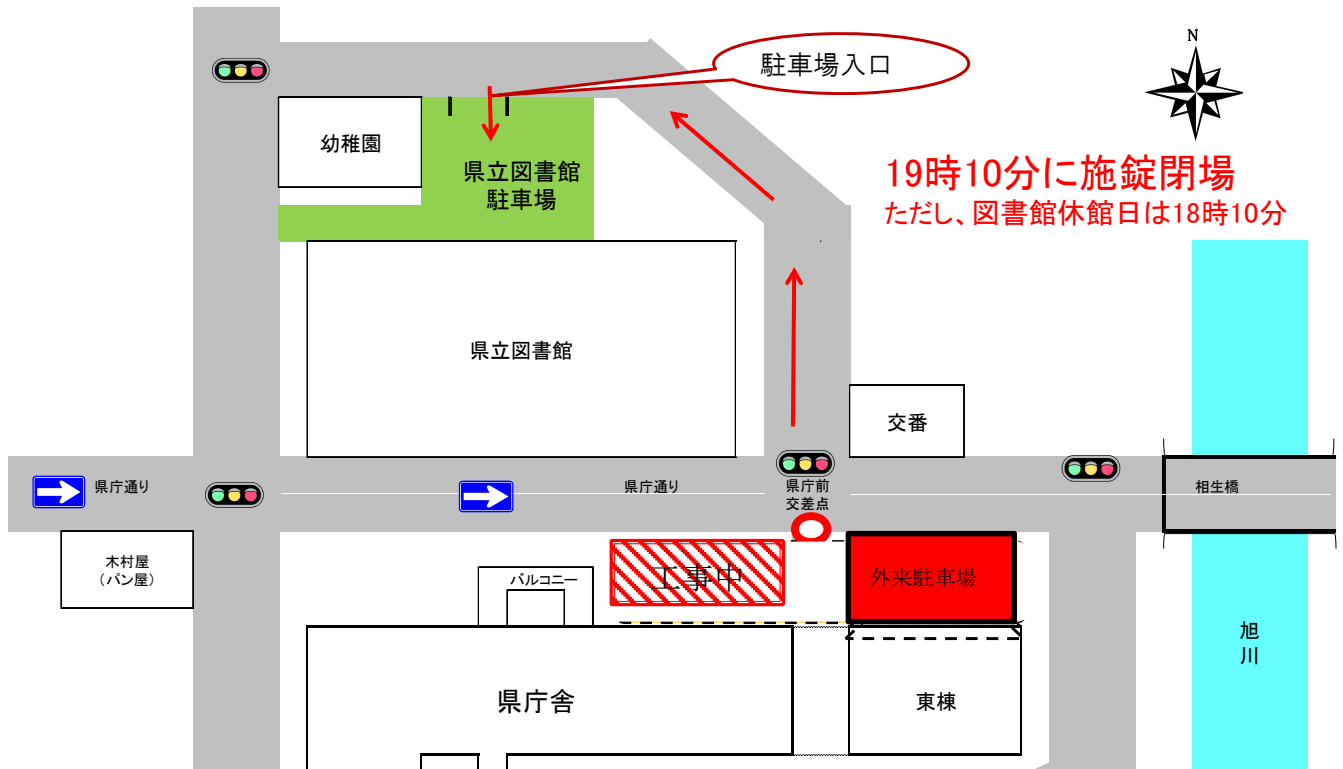 N
駐車場入口
幼稚園
県立図書館
駐車場
19時10分に施錠閉場
ただし、図書館休館日は18時10分
県立図書館
交番
県庁通り
県庁通り
県庁前
交差点
相生橋
木村屋
（パン屋）
バルコニー
工事中
外来駐車場
旭
川
県庁舎
東棟